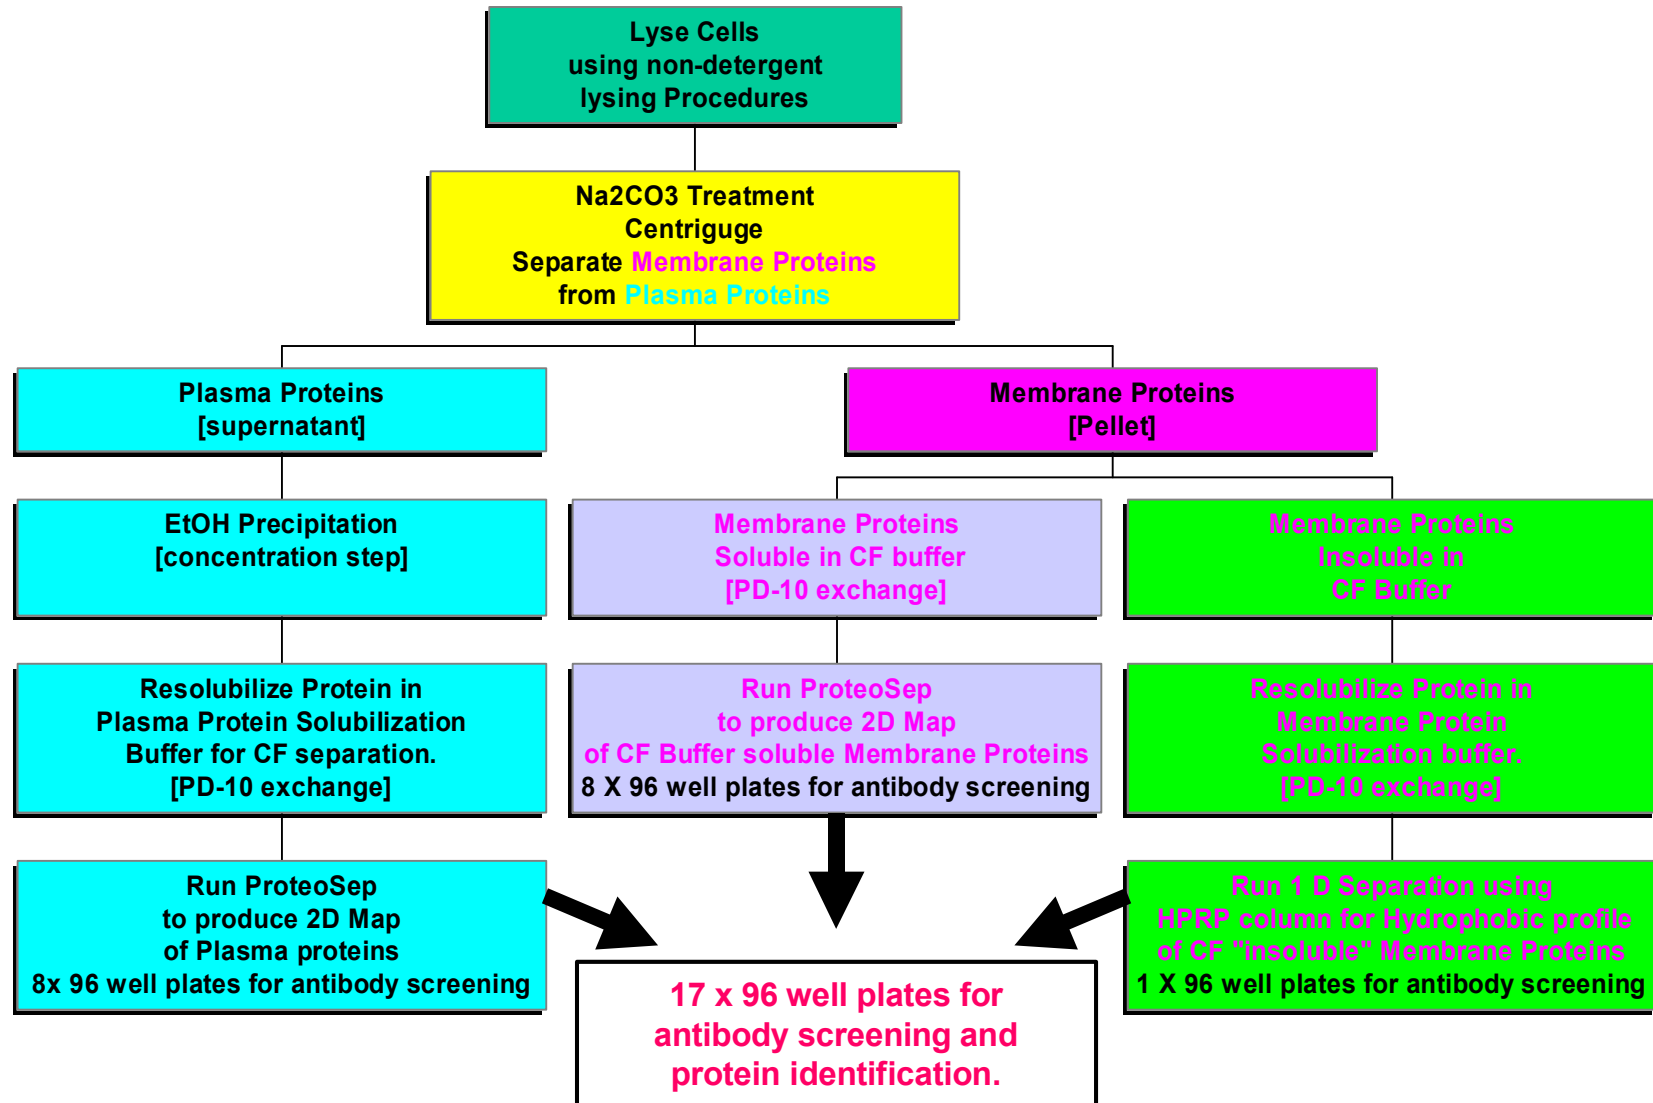 Lyse Cells
using non-detergent
lysing Procedures
Na2CO3 Treatment
Centriguge
Separate Membrane Proteins
from Plasma Proteins
Plasma Proteins
[supernatant]
Membrane Proteins
[Pellet]
EtOH Precipitation
[concentration step]
Membrane Proteins
Soluble in CF buffer
[PD-10 exchange]
Membrane Proteins
Insoluble in
CF Buffer
Resolubilize Protein in
Plasma Protein Solubilization
Buffer for CF separation.
[PD-10 exchange]
Run ProteoSep
to produce 2D Map
of CF Buffer soluble Membrane Proteins
8 X 96 well plates for antibody screening
Resolubilize Protein in
Membrane Protein
Solubilization buffer.
[PD-10 exchange]
Run ProteoSep
to produce 2D Map
of Plasma proteins
8x 96 well plates for antibody screening
Run 1 D Separation using
HPRP column for Hydrophobic profile
of CF "insoluble" Membrane Proteins
1 X 96 well plates for antibody screening
17 x 96 well plates for
antibody screening and
protein identification.